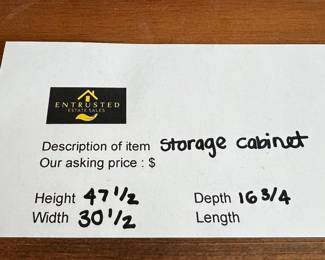 ENTRUSTED
ESTATE SALES
Description of item storage cabinet
Our asking price : $
Height 47 1/2 Depth 16 3/4
Width 30 1/2 Length